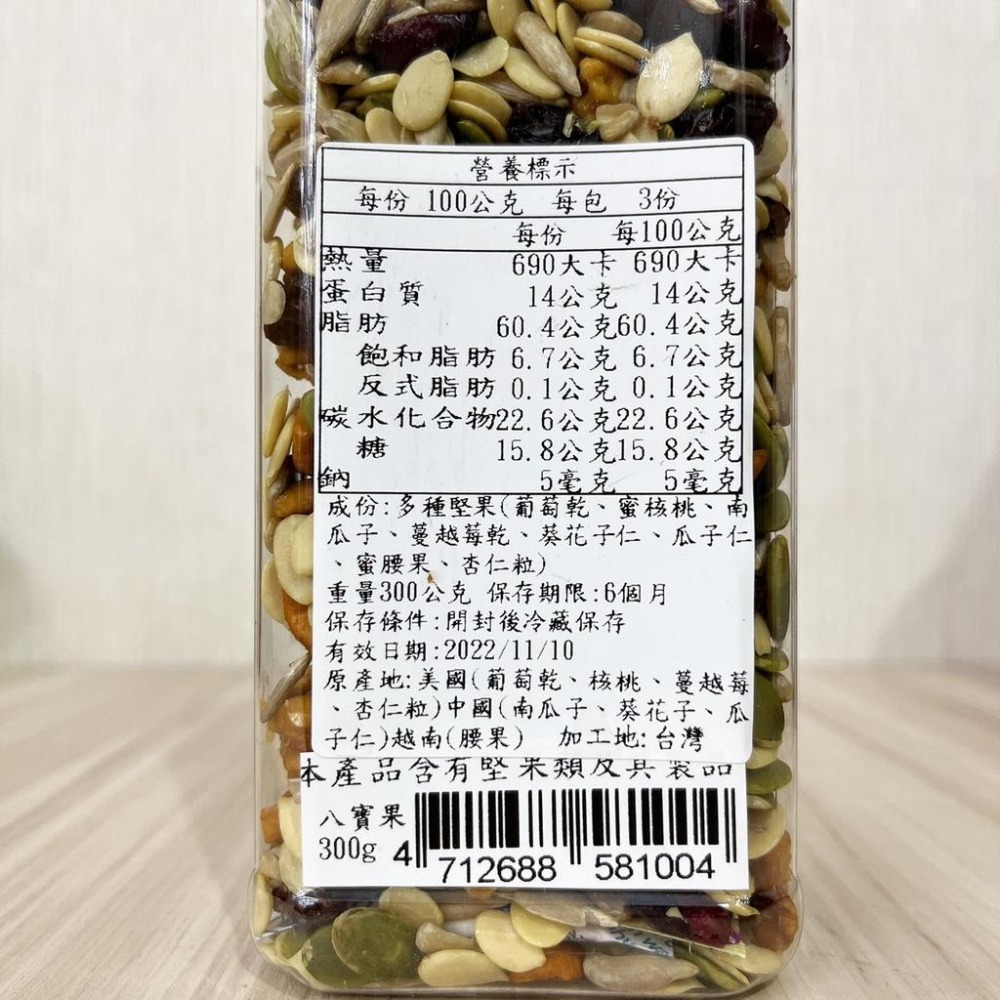 營養標示
每份 100公克 每包 3份
每份 每100公克
熱量 690大卡 690大卡
蛋白質 14公克 14公克
脂肪 60.4公克 60.4公克
飽和脂肪 6.7公克 6.7公克
反式脂肪 0.1公克 0.1公克
碳水化合物 22.6公克 22.6公克
糖 15.8公克 15.8公克
鈉 5毫克 5毫克
成份:多種堅果(葡萄乾、蜜核桃、南
瓜子、蔓越莓乾、葵花子仁、瓜子仁
、蜜腰果、杏仁粒)
重量300公克 保存期限:6個月
保存條件:開封後冷藏保存
有效日期:2022/11/10
原產地:美國(葡萄乾、核桃、蔓越莓
、杏仁粒)中國(南瓜子、葵花子、瓜
子仁)越南(腰果) 加工地:台灣
本產品含有堅果類及其製品
八寶果
300g
4 712688 581004